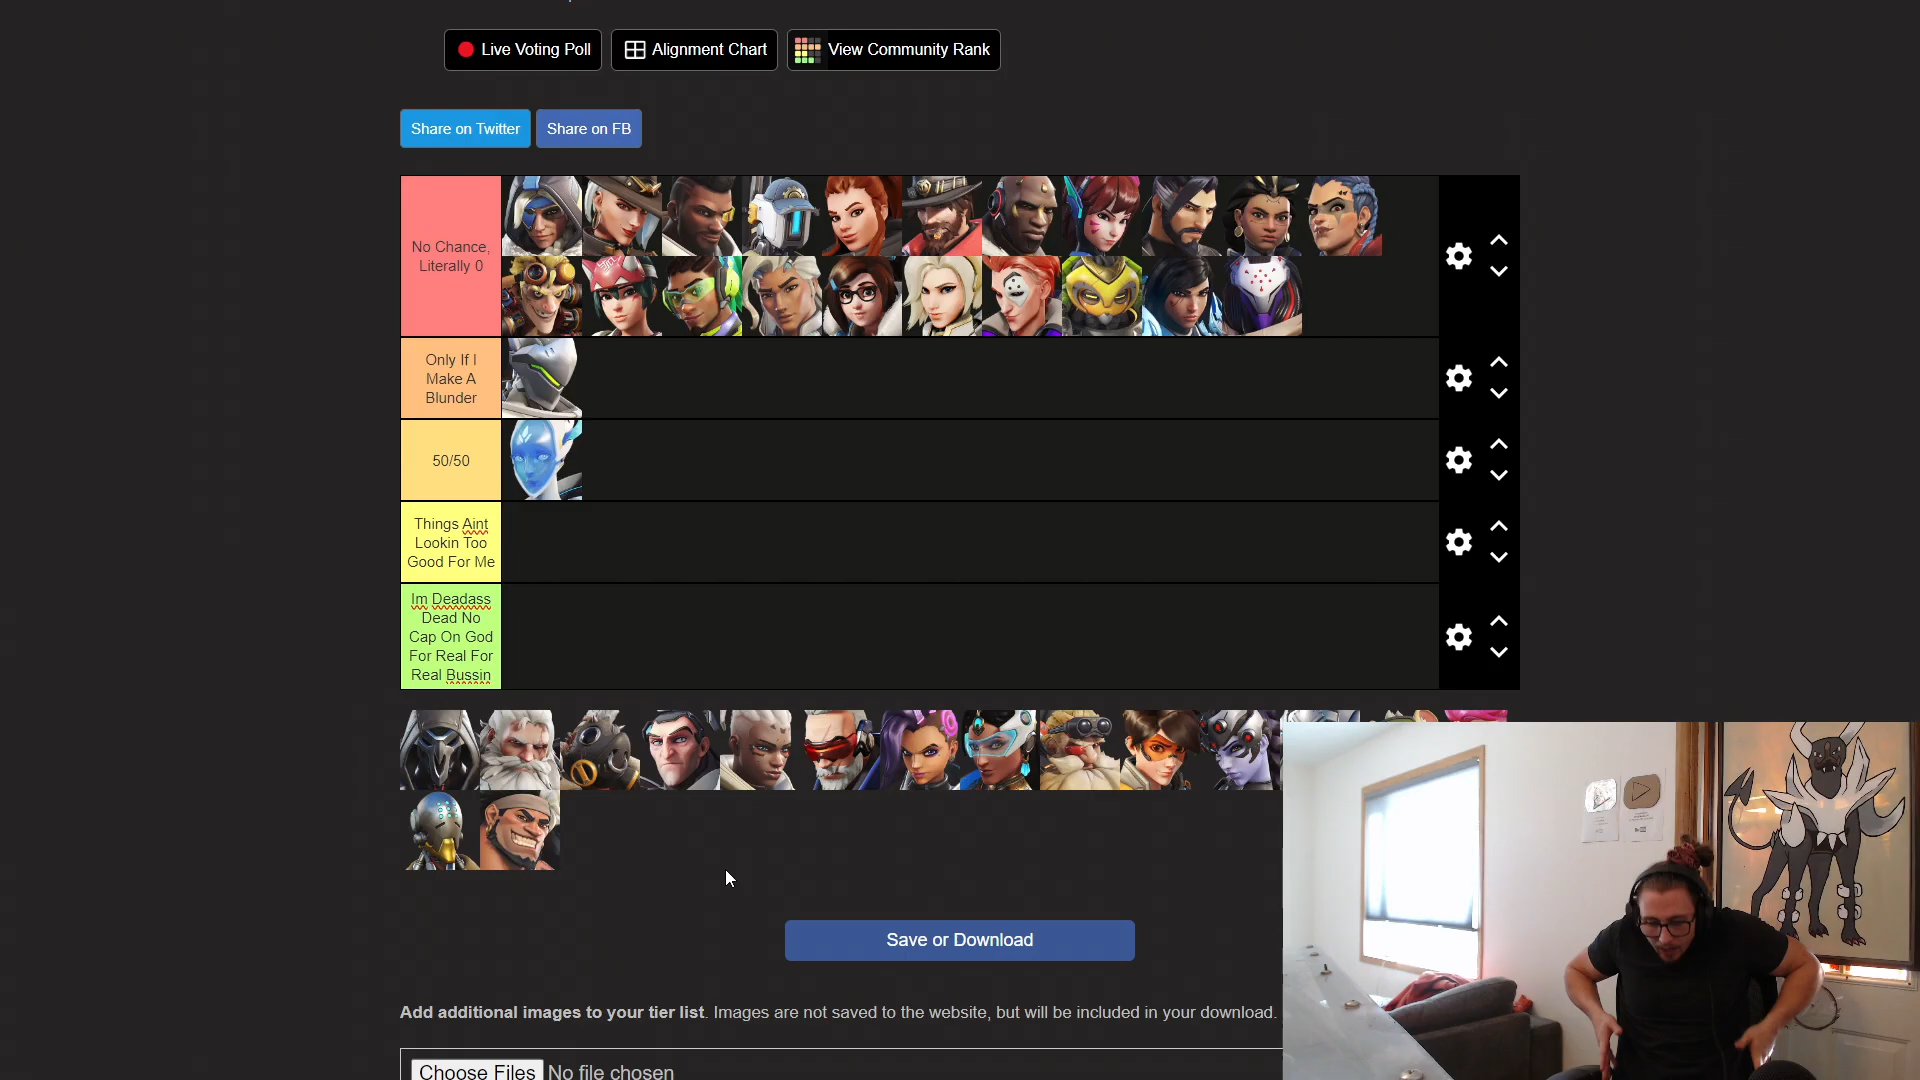 Live Voting Poll
Alignment Chart
View Community Rank
Share on Twitter
Share on FB
No Chance,
Literally 0
Only If I
Make A
Blunder
50/50
Things Aint
Lookin Too
Good For Me
Im Deadass
Dead No
Cap On God
For Real For
Real Bussin
Save or Download
Add additional images to your tier list. Images are not saved to the website, but will be included in your download.
Choose Files No file chosen